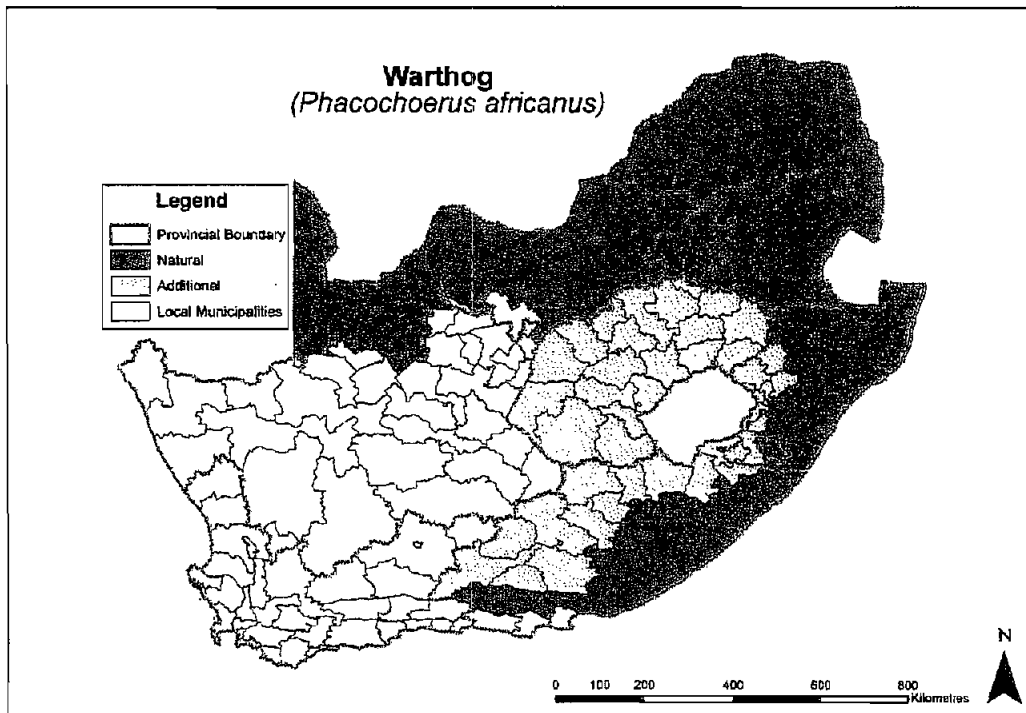 Warthog
(Phacochoerus africanus)
Legend
Provincial Boundary
Natural
Additional
Local Municipalities
N
0 100 200 400 600 800
Kilometres